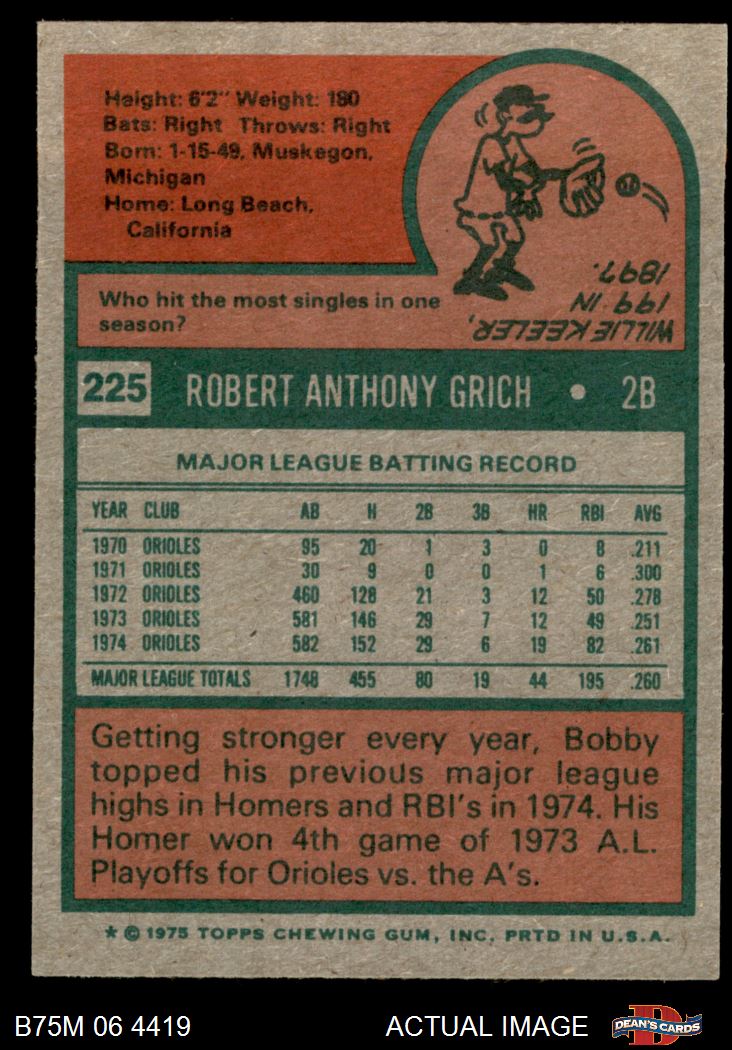 Height: 6'2" Weight: 180
Bats: Right Throws: Right
Born: 1-15-49, Muskegon,
Michigan
Home: Long Beach,
California
Who hit the most singles in one
season?
WILLIE KEELER,
199 IN
1897.
225 ROBERT ANTHONY GRICH • 2B
MAJOR LEAGUE BATTING RECORD
YEAR CLUB AB H 2B 3B HR RBI AVG
1970 ORIOLES 95 20 1 3 0 8 .211
1971 ORIOLES 30 9 0 0 1 6 .300
1972 ORIOLES 460 128 21 3 12 50 .278
1973 ORIOLES 581 146 29 7 12 49 .251
1974 ORIOLES 582 152 29 6 19 82 .261
MAJOR LEAGUE TOTALS 1748 455 80 19 44 195 .260
Getting stronger every year, Bobby
topped his previous major league
highs in Homers and RBI's in 1974. His
Homer won 4th game of 1973 A.L.
Playoffs for Orioles vs. the A's.
* © 1975 TOPPS CHEWING GUM, INC. PRTD IN U.S.A.
B75M 06 4419 ACTUAL IMAGE D DEAN'S CARDS